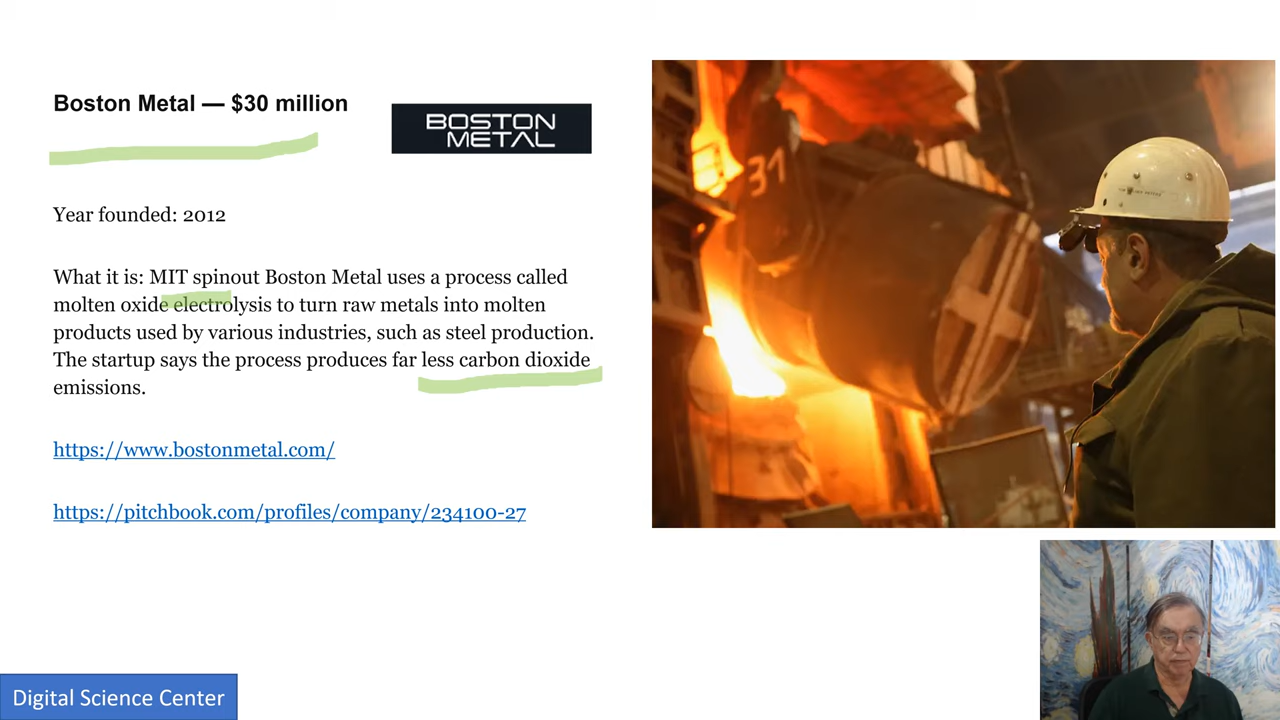 Boston Metal — $30 million
BOSTON
METAL
Year founded: 2012
What it is: MIT spinout Boston Metal uses a process called
molten oxide electrolysis to turn raw metals into molten
products used by various industries, such as steel production.
The startup says the process produces far less carbon dioxide
emissions.
https://www.bostonmetal.com/
https://pitchbook.com/profiles/company/234100-27
31
Digital Science Center